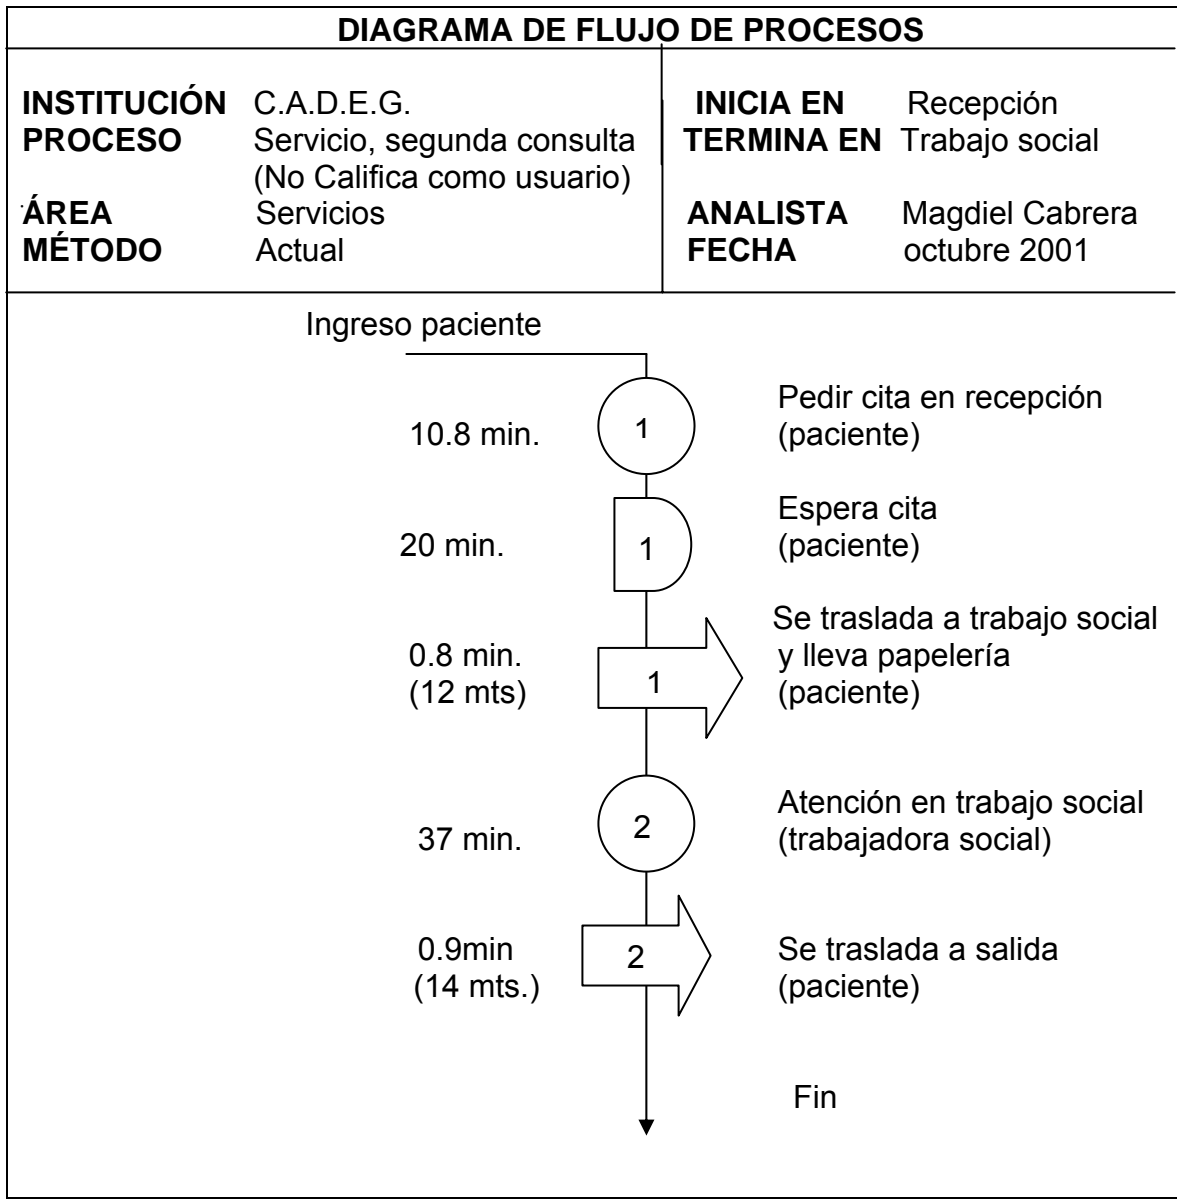 DIAGRAMA DE FLUJO DE PROCESOS
INSTITUCIÓN C.A.D.E.G.
PROCESO Servicio, segunda consulta
(No Califica como usuario)
ÁREA Servicios
MÉTODO Actual
INICIA EN Recepción
TERMINA EN Trabajo social
ANALISTA Magdiel Cabrera
FECHA octubre 2001
Ingreso paciente
10.8 min.
1
Pedir cita en recepción
(paciente)
20 min.
1
Espera cita
(paciente)
0.8 min.
(12 mts)
1
Se traslada a trabajo social
y lleva papelería
(paciente)
37 min.
2
Atención en trabajo social
(trabajadora social)
0.9min
(14 mts.)
2
Se traslada a salida
(paciente)
Fin